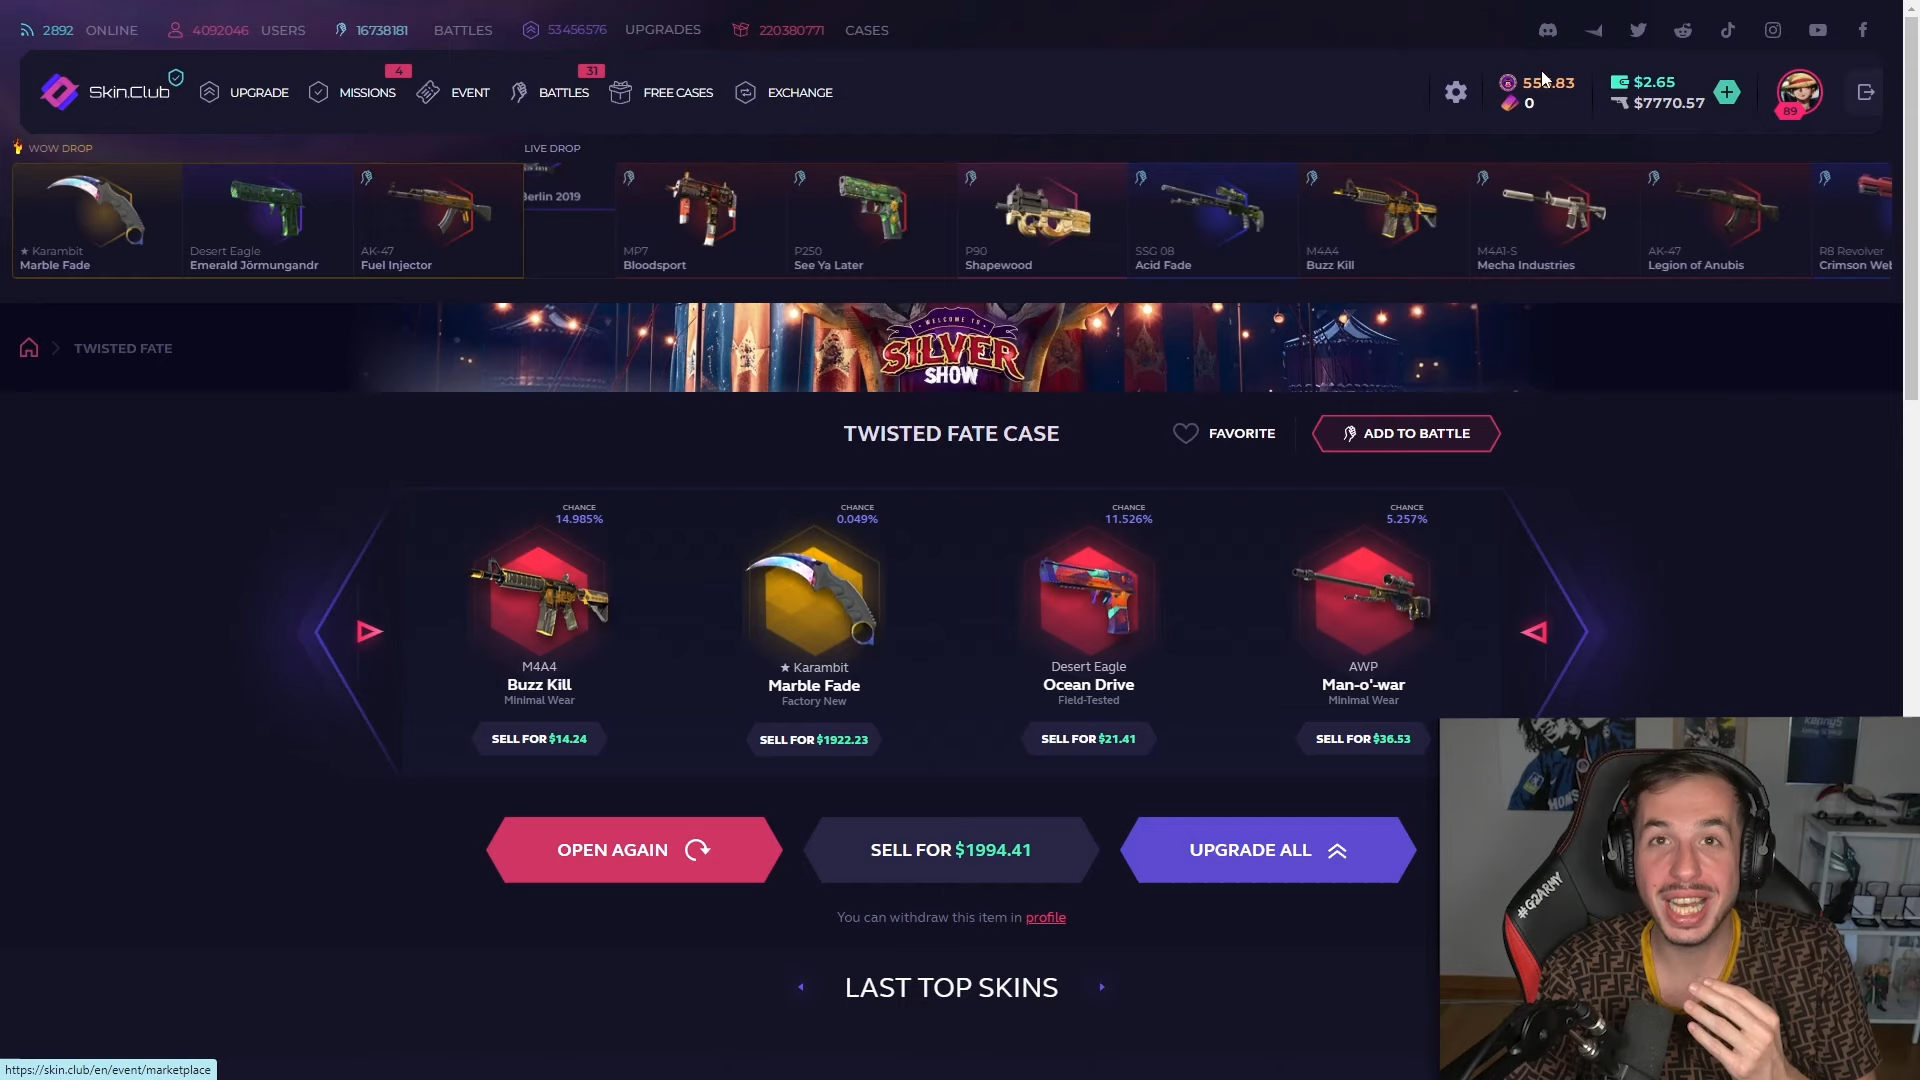 2892 ONLINE 4092046 USERS 16738181 BATTLES 53456576 UPGRADES 220380771 CASES
Skin.Club UPGRADE 4 MISSIONS EVENT 31 BATTLES FREE CASES EXCHANGE
$2.65
0 $7770.57
89
WOW DROP
LIVE DROP
★ Karambit
Marble Fade
Desert Eagle
Emerald Jörmungandr
AK-47
Fuel Injector
Berlin 2019
MP7
Bloodsport
P250
See Ya Later
P90
Shapewood
SSG 08
Acid Fade
M4A4
Buzz Kill
M4A1-S
Mecha Industries
AK-47
Legion of Anubis
R8 Revolver
Crimson Web
TWISTED FATE
WELCOME TO
SILVER
SHOW
TWISTED FATE CASE
FAVORITE
ADD TO BATTLE
CHANCE
14.985%
M4A4
Buzz Kill
Minimal Wear
SELL FOR $14.24
CHANCE
0.049%
★ Karambit
Marble Fade
Factory New
SELL FOR $1922.23
CHANCE
11.526%
Desert Eagle
Ocean Drive
Field-Tested
SELL FOR $21.41
CHANCE
5.257%
AWP
Man-o'-war
Minimal Wear
SELL FOR $36.53
OPEN AGAIN
SELL FOR $1994.41
UPGRADE ALL
You can withdraw this item in profile
LAST TOP SKINS
kennyS
#G2ARMY
https://skin.club/en/event/marketplace